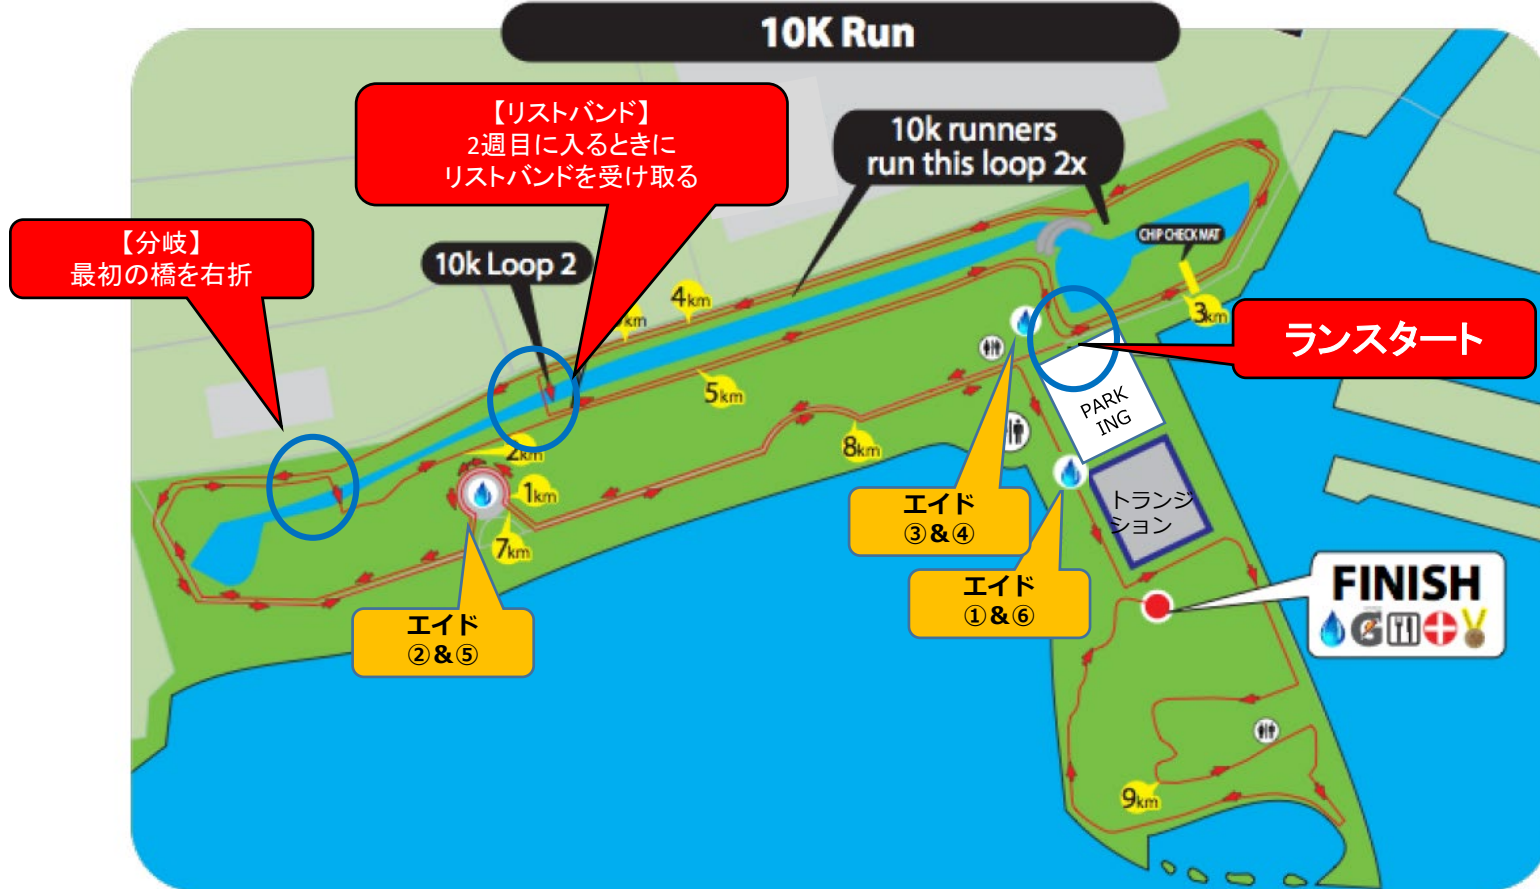 10K Run
【リストバンド】
2週目に入るときに
リストバンドを受け取る
10k runners
run this loop 2x
【分岐】
最初の橋を右折
10k Loop 2
CHIP CHECK MAT
4km
km
3km
ランスタート
5km
PARK
ING
8km
2km
1km
7km
トランジ
ション
エイド
③&④
エイド
①&⑥
エイド
②&⑤
FINISH
9km